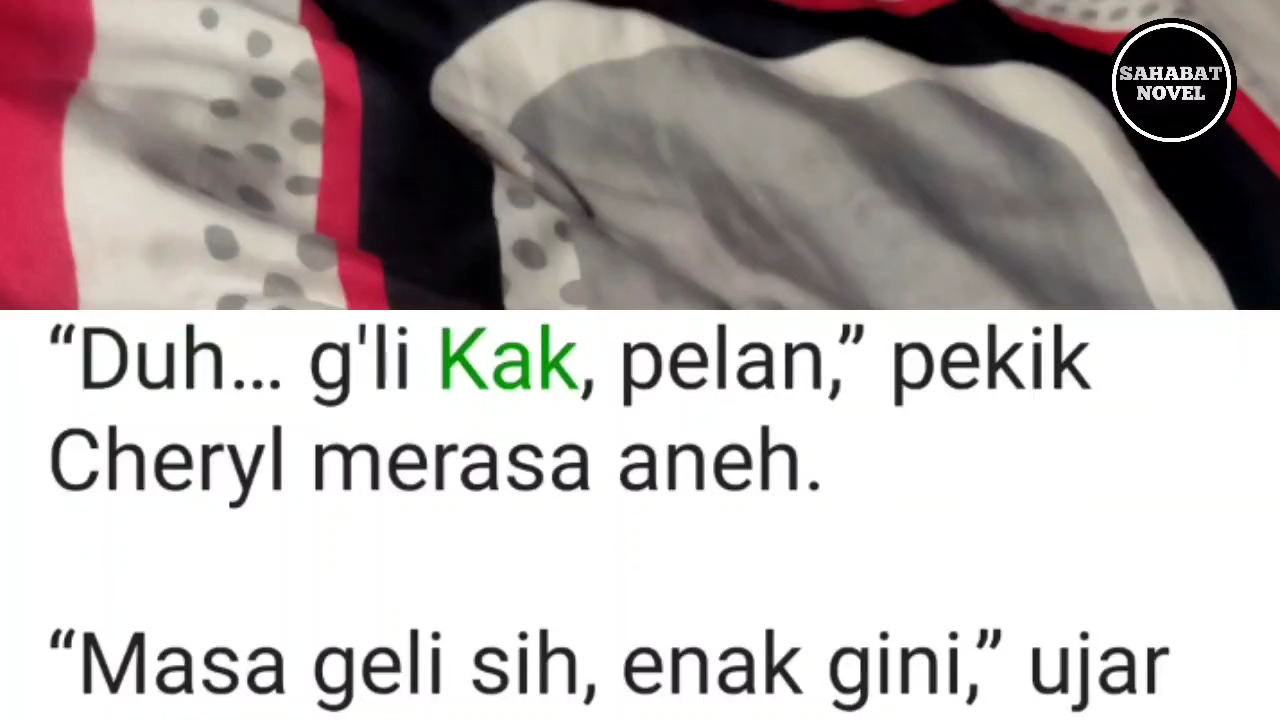 SAHABAT
NOVEL
“Duh... g'li Kak, pelan,” pekik
Cheryl merasa aneh.
“Masa geli sih, enak gini,” ujar